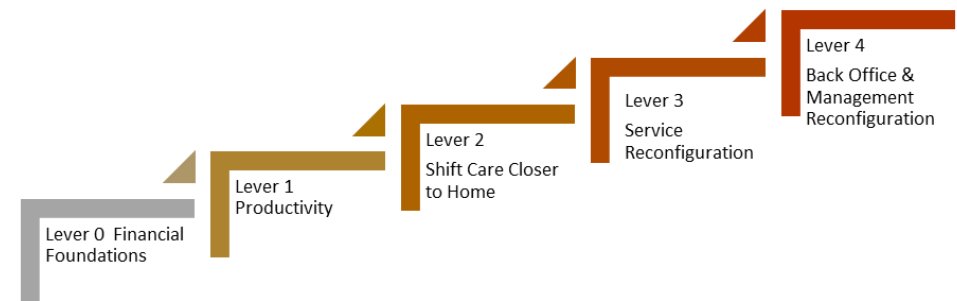 Lever 0  Financial
Foundations
Lever 1
Productivity
Lever 2
Shift Care Closer
to Home
Lever 3
Service
Reconfiguration
Lever 4
Back Office &
Management
Reconfiguration